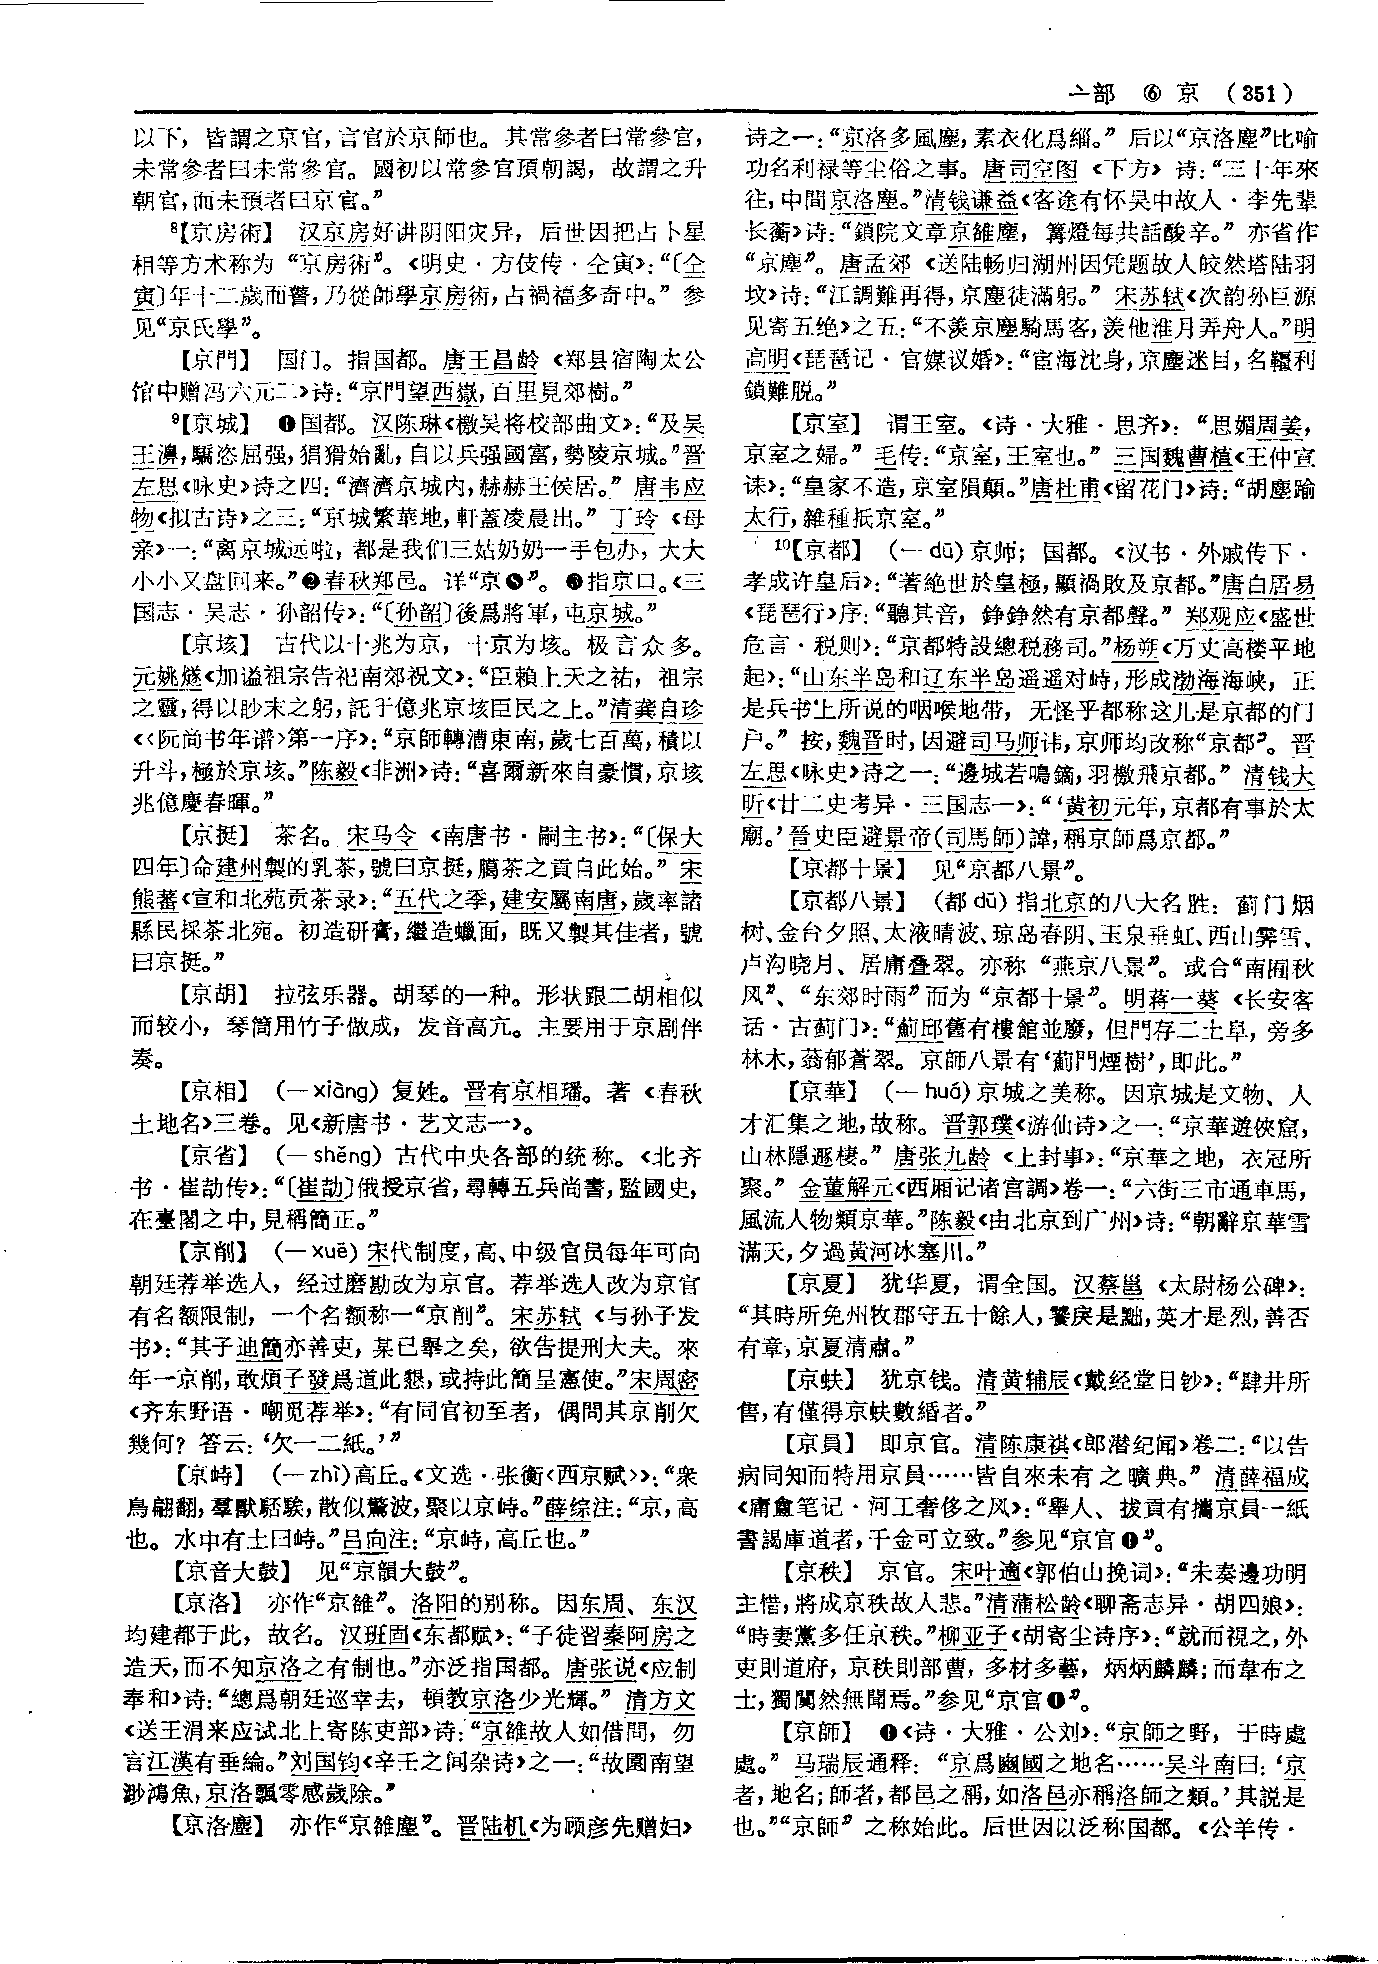 亠部 ⑥ 京 (351)
以下，皆謂之京官，言官於京師也。其常參者曰常參官，
未常參者曰未常參官。國初以常參官預朝謁，故謂之升
朝官，而未預者曰京官。”
⁸【京房術】 汉京房好讲阴阳灾异，后世因把占卜星
相等方术称为“京房術”。《明史·方伎传·仝寅》：“〔仝
寅〕年十二歲而瞽，乃從師學京房術，占禍福多奇中。”参
见“京氏學”。
【京門】 国门。指国都。唐王昌龄《郑县宿陶太公
馆中赠冯六元二》诗：“京門望西嶽，百里見郊樹。”
⁹【京城】 ❶国都。汉陈琳《檄吴将校部曲文》：“及吴
王濞，驕恣屈强，猖猾始亂，自以兵强國富，勢陵京城。”晋
左思《咏史》诗之四：“濟濟京城内，赫赫王侯居。”唐韦应
物《拟古诗》之三：“京城繁華地，軒蓋凌晨出。”丁玲《母
亲》一：“离京城远啦，都是我们三姑奶奶一手包办，大大
小小又盘回来。”❷春秋郑邑。详“京❺”。❸指京口。《三
国志·吴志·孙韶传》：“〔孙韶〕後爲將軍，屯京城。”
【京垓】 古代以十兆为京，十京为垓。极言众多。
元姚燧《加谥祖宗告祀南郊祝文》：“臣賴上天之祐，祖宗
之靈，得以眇末之躬，託于億兆京垓臣民之上。”清龚自珍
《〈阮尚书年谱〉第一序》：“京師轉漕東南，歲七百萬，積以
升斗，極於京垓。”陈毅《非洲》诗：“喜爾新來自豪慣，京垓
兆億慶春暉。”
【京挺】 茶名。宋马令《南唐书·嗣主书》：“〔保大
四年〕命建州製的乳茶，號曰京挺，臈茶之貢自此始。”宋
熊蕃《宣和北苑贡茶录》：“五代之季，建安屬南唐，歲率諸
縣民採茶北宛。初造研膏，繼造蠟面，既又製其佳者，號
曰京挺。”
【京胡】 拉弦乐器。胡琴的一种。形状跟二胡相似
而较小，琴筒用竹子做成，发音高亢。主要用于京剧伴
奏。
【京相】 （—xiàng）复姓。晋有京相璠。著《春秋
土地名》三卷。见《新唐书·艺文志一》。
【京省】 （—shěng）古代中央各部的统称。《北齐
书·崔劼传》：“〔崔劼〕俄授京省，尋轉五兵尚書，監國史，
在臺閣之中，見稱簡正。”
【京削】 （—xuē）宋代制度，高、中级官员每年可向
朝廷荐举选人，经过磨勘改为京官。荐举选人改为京官
有名额限制，一个名额称一“京削”。宋苏轼《与孙子发
书》：“其子迪簡亦善吏，某已舉之矣，欲告提刑大夫。來
年一京削，敢煩子發爲道此懇，或持此簡呈憲使。”宋周密
《齐东野语·嘲觅荐举》：“有同官初至者，偶問其京削欠
幾何？答云：‘欠一二紙。’”
【京峙】 （—zhì）高丘。《文选·张衡〈西京赋〉》：“衆
鳥翩翻，羣獸駓騃，散似驚波，聚以京峙。”薛综注：“京，高
也。水中有土曰峙。”吕向注：“京峙，高丘也。”
【京音大鼓】 见“京韻大鼓”。
【京洛】 亦作“京雒”。洛阳的别称。因东周、东汉
均建都于此，故名。汉班固《东都赋》：“子徒習秦阿房之
造天，而不知京洛之有制也。”亦泛指国都。唐张说《应制
奉和》诗：“總爲朝廷巡幸去，頓教京洛少光輝。”清方文
《送王涓来应试北上寄陈吏部》诗：“京雒故人如借問，勿
言江漢有垂綸。”刘国钧《辛壬之间杂诗》之一：“故園南望
渺鴻魚，京洛飄零感歲除。”
【京洛塵】 亦作“京雒塵”。晋陆机《为顾彦先赠妇》
诗之一：“京洛多風塵，素衣化爲緇。”后以“京洛塵”比喻
功名利禄等尘俗之事。唐司空图《下方》诗：“三十年來
往，中間京洛塵。”清钱谦益《客途有怀吴中故人·李先辈
长蘅》诗：“鎖院文章京雒塵，篝燈每共話酸辛。”亦省作
“京塵”。唐孟郊《送陆畅归湖州因凭题故人皎然塔陆羽
坟》诗：“江調難再得，京塵徒滿躬。”宋苏轼《次韵孙巨源
见寄五绝》之五：“不羨京塵騎馬客，羨他淮月弄舟人。”明
高明《琵琶记·官媒议婚》：“宦海沈身，京塵迷目，名韁利
鎖難脱。”
【京室】 谓王室。《诗·大雅·思齐》：“思媚周姜，
京室之婦。”毛传：“京室，王室也。”三国魏曹植《王仲宣
诔》：“皇家不造，京室隕顛。”唐杜甫《留花门》诗：“胡塵踰
太行，雜種抵京室。”
¹⁰【京都】 （—dū）京师；国都。《汉书·外戚传下·
孝成许皇后》：“著絶世於皇極，顯禍敗及京都。”唐白居易
《琵琶行》序：“聽其音，錚錚然有京都聲。”郑观应《盛世
危言·税则》：“京都特設總税務司。”杨朔《万丈高楼平地
起》：“山东半岛和辽东半岛遥遥对峙，形成渤海海峡，正
是兵书上所说的咽喉地带，无怪乎都称这儿是京都的门
户。”按，魏晋时，因避司马师讳，京师均改称“京都”。晋
左思《咏史》诗之一：“邊城若鳴鏑，羽檄飛京都。”清钱大
昕《廿二史考异·三国志一》：“‘黄初元年，京都有事於太
廟。’晉史臣避景帝（司馬師）諱，稱京師爲京都。”
【京都十景】 见“京都八景”。
【京都八景】 （都dū）指北京的八大名胜：蓟门烟
树、金台夕照、太液晴波、琼岛春阴、玉泉垂虹、西山霁雪、
卢沟晓月、居庸叠翠。亦称“燕京八景”。或合“南囿秋
风”、“东郊时雨”而为“京都十景”。明蒋一葵《长安客
话·古蓟门》：“薊邱舊有樓館並廢，但門存二土阜，旁多
林木，蓊郁蒼翠。京師八景有‘薊門煙樹’，即此。”
【京華】 （—huá）京城之美称。因京城是文物、人
才汇集之地，故称。晋郭璞《游仙诗》之一：“京華遊俠窟，
山林隱遯棲。”唐张九龄《上封事》：“京華之地，衣冠所
聚。”金董解元《西厢记诸宫調》卷一：“六街三市通車馬，
風流人物類京華。”陈毅《由北京到广州》诗：“朝辭京華雪
滿天，夕過黄河冰塞川。”
【京夏】 犹华夏，谓全国。汉蔡邕《太尉杨公碑》：
“其時所免州牧郡守五十餘人，饕戾是黜，英才是烈，善否
有章，京夏清肅。”
【京蚨】 犹京钱。清黄辅辰《戴经堂日钞》：“肆井所
售，有僅得京蚨數緡者。”
【京員】 即京官。清陈康祺《郎潜纪闻》卷二：“以告
病同知而特用京員……皆自來未有之曠典。”清薛福成
《庸盦笔记·河工奢侈之风》：“舉人、拔貢有攜京員一紙
書謁庫道者，千金可立致。”参见“京官❶”。
【京秩】 京官。宋叶適《郭伯山挽词》：“未奏邊功明
主惜，將成京秩故人悲。”清蒲松龄《聊斋志异·胡四娘》：
“時妻黨多任京秩。”柳亚子《胡寄尘诗序》：“就而視之，外
吏則道府，京秩則部曹，多材多藝，炳炳麟麟；而韋布之
士，獨闃然無聞焉。”参见“京官❶”。
【京師】 ❶《诗·大雅·公刘》：“京師之野，于時處
處。”马瑞辰通释：“京爲豳國之地名……吴斗南曰：‘京
者，地名；師者，都邑之稱，如洛邑亦稱洛師之類。’其説是
也。”“京師”之称始此。后世因以泛称国都。《公羊传·